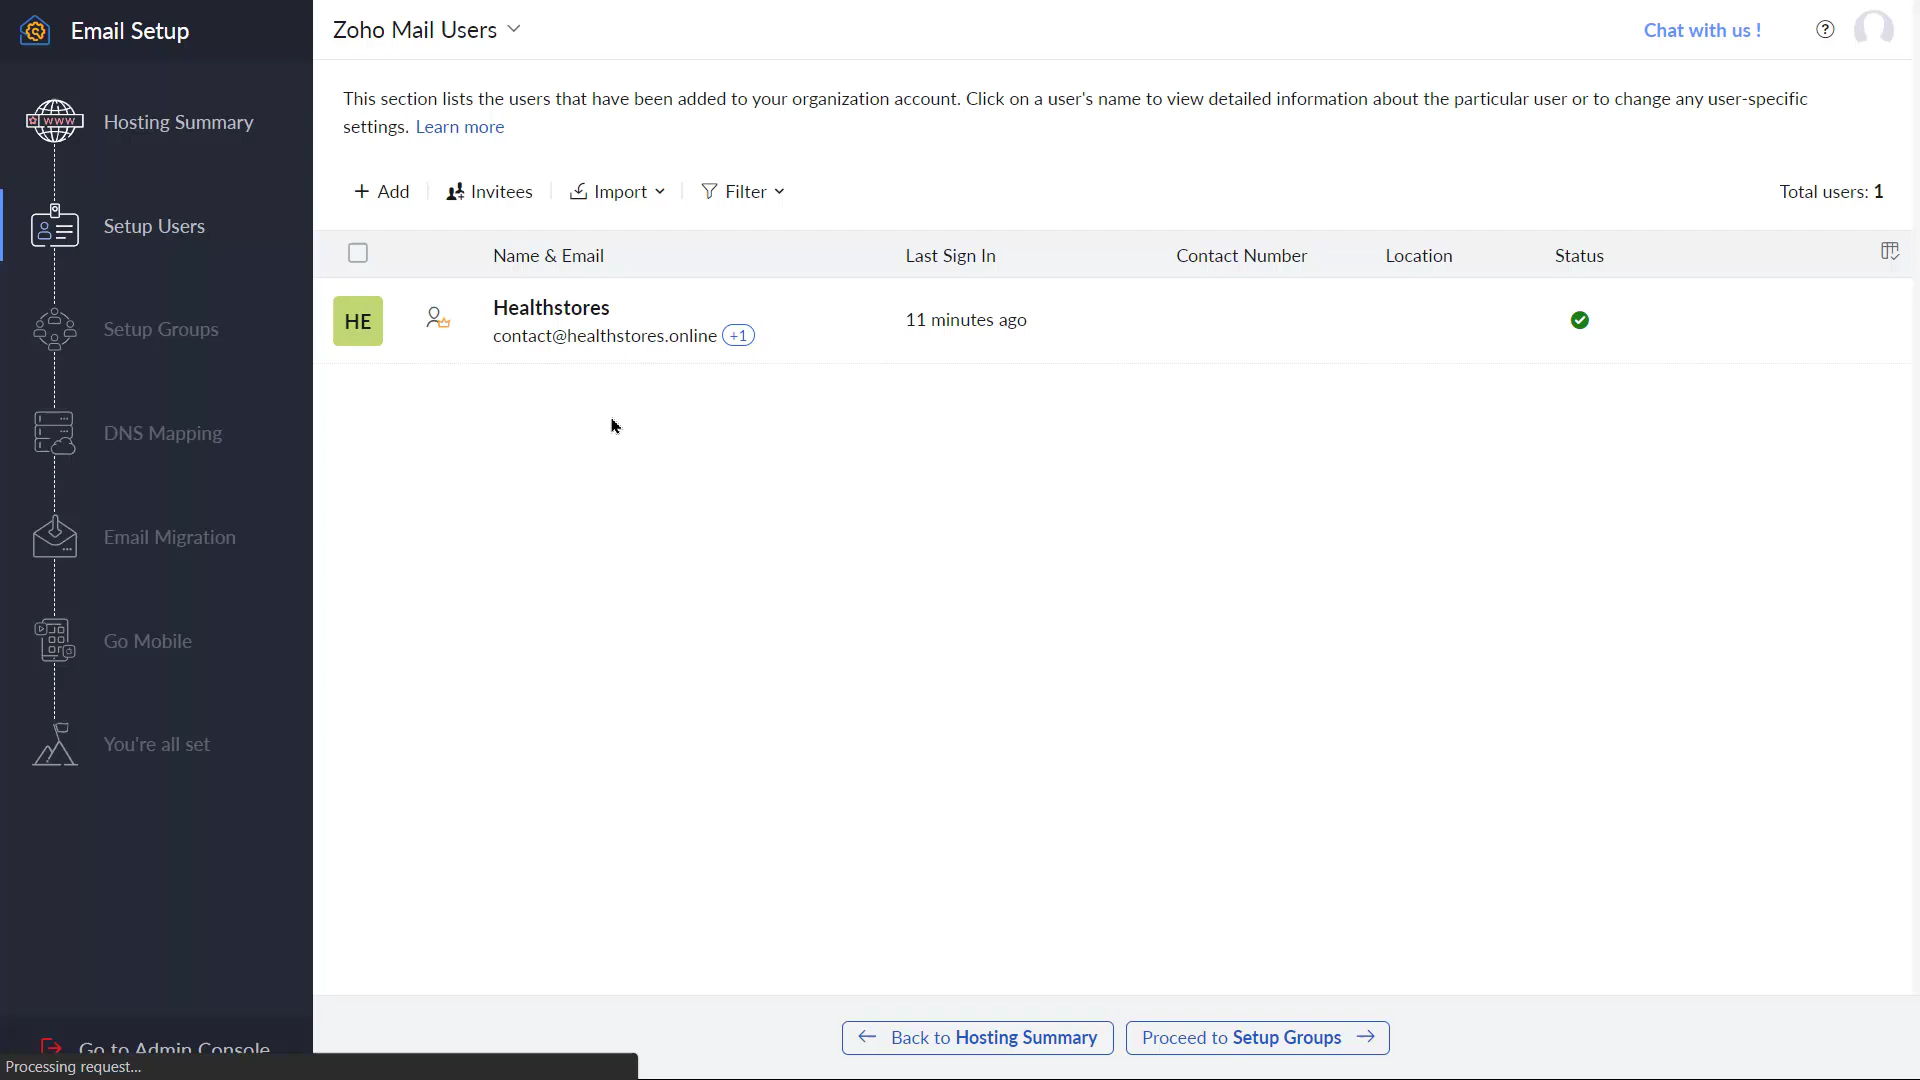 Email Setup
Zoho Mail Users
Chat with us !
?
Hosting Summary
WWW
Setup Users
Setup Groups
DNS Mapping
Email Migration
Go Mobile
You're all set
Go to Admin Console
Processing request...
This section lists the users that have been added to your organization account. Click on a user's name to view detailed information about the particular user or to change any user-specific
settings. Learn more
+ Add
Invitees
Import
Filter
Total users: 1
Name & Email
Last Sign In
Contact Number
Location
Status
HE
Healthstores
contact@healthstores.online +1
11 minutes ago
← Back to Hosting Summary
Proceed to Setup Groups →